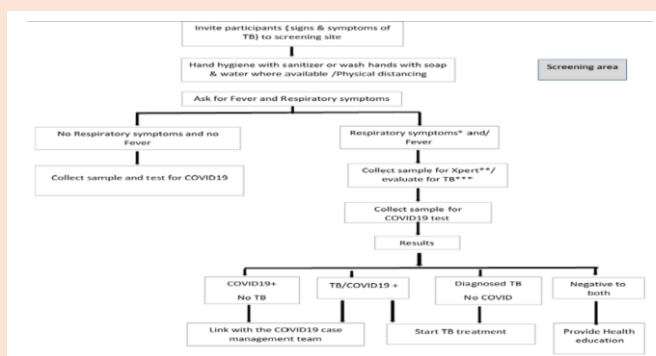 Invite participants (signs & symptoms of
TB) to screening site
Hand hygiene with sanitizer or wash hands with soap
& water where available /Physical distancing
Screening area
Ask for Fever and Respiratory symptoms
No Respiratory symptoms and no
Fever
Respiratory symptoms* and/
Fever
Collect sample and test for COVID19
Collect sample for Xpert**/
evaluate for TB***
Collect sample for
COVID19 test
Results
COVID19+
No TB
TB/COVID19 +
Diagnosed TB
No COVID
Negative to
both
Link with the COVID19 case
management team
Start TB treatment
Provide Health
education